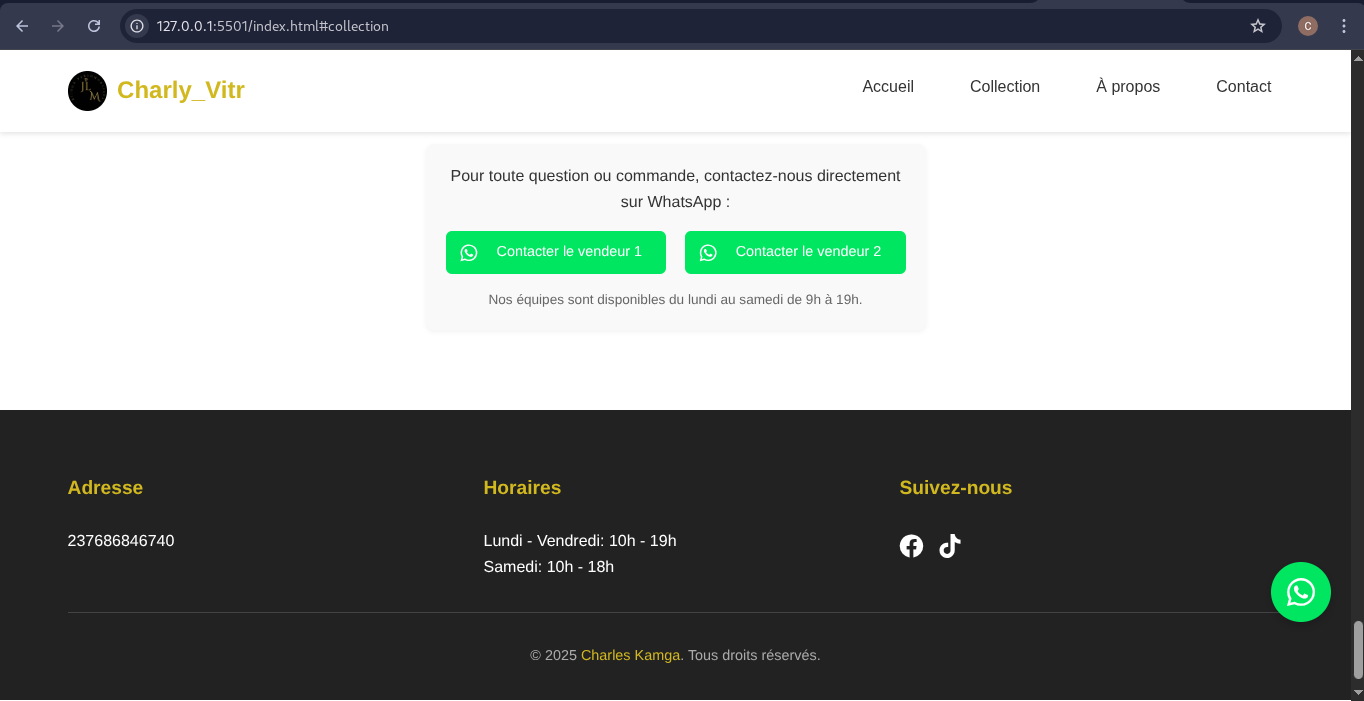 127.0.0.1:5501/index.html#collection
C
JL
M
Charly_Vitr
Accueil
Collection
À propos
Contact
Pour toute question ou commande, contactez-nous directement
sur WhatsApp :
Contacter le vendeur 1
Contacter le vendeur 2
Nos équipes sont disponibles du lundi au samedi de 9h à 19h.
Adresse
237686846740
Horaires
Lundi - Vendredi: 10h - 19h
Samedi: 10h - 18h
Suivez-nous
© 2025 Charles Kamga. Tous droits réservés.